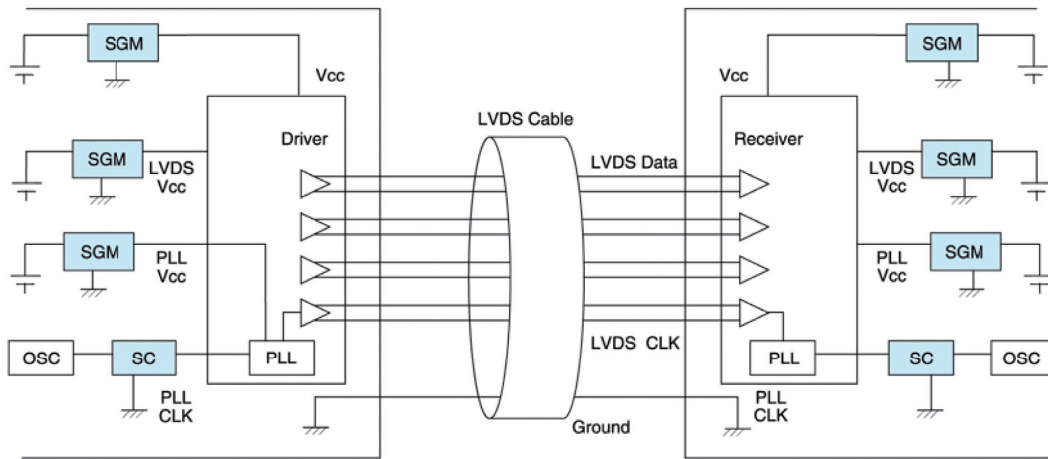 SGM
SGM
Vcc
Vcc
LVDS Cable
Driver
Receiver
SGM
LVDS
Vcc
LVDS Data
LVDS
Vcc
SGM
SGM
PLL
Vcc
PLL
Vcc
SGM
LVDS CLK
OSC
SC
PLL
PLL
SC
OSC
PLL
CLK
PLL
CLK
Ground